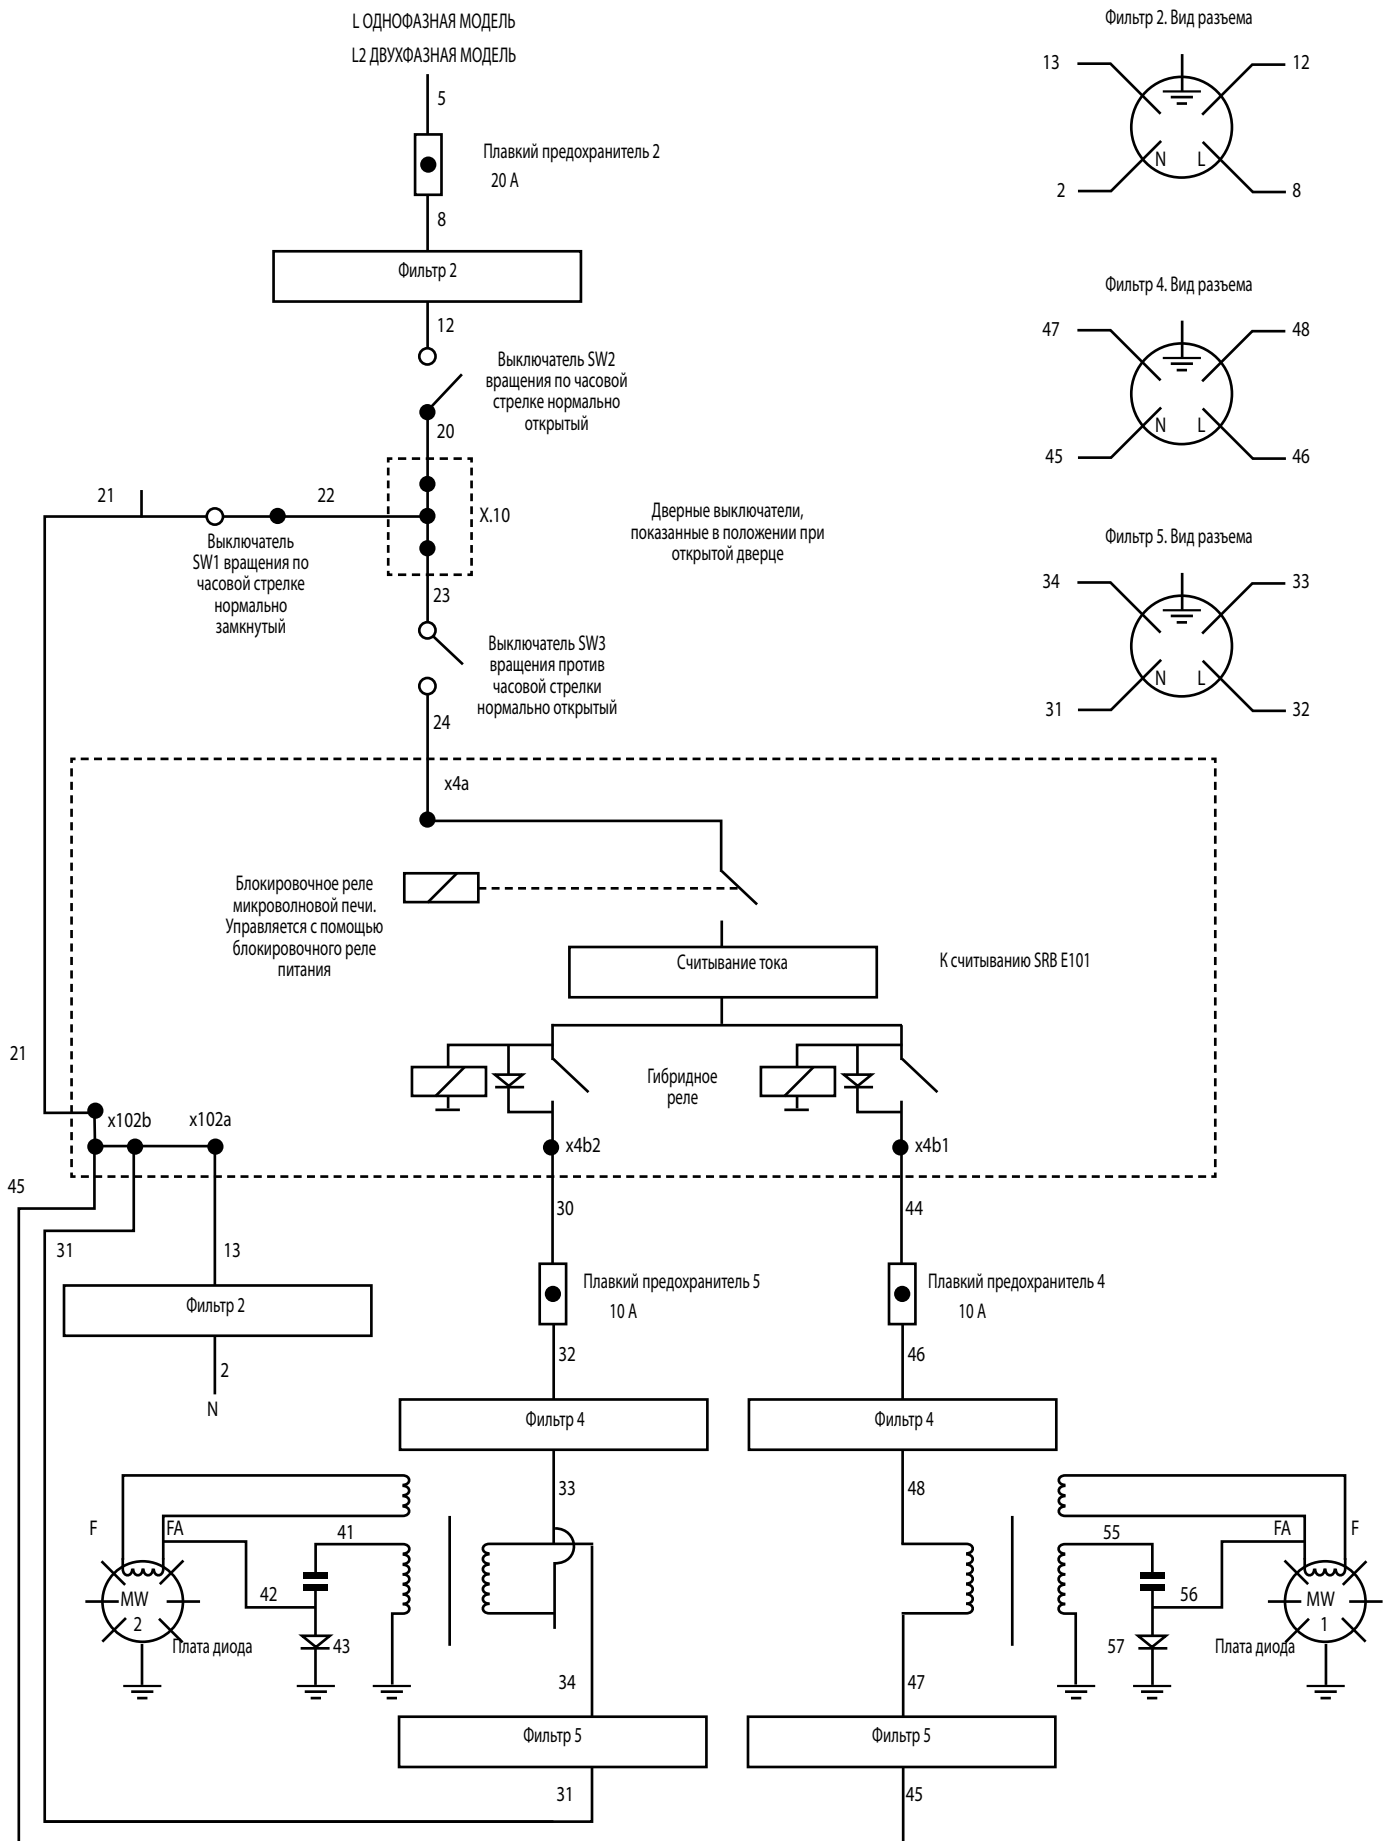 L ОДНОФАЗНАЯ МОДЕЛЬ
L2 ДВУХФАЗНАЯ МОДЕЛЬ
5
Плавкий предохранитель 2
20 А
8
Фильтр 2
12
Выключатель SW2
вращения по часовой
стрелке нормально
открытый
20
21
22
X.10
Выключатель
SW1 вращения по
часовой стрелке
нормально
замкнутый
Дверные выключатели,
показанные в положении при
открытой дверце
23
Выключатель SW3
вращения против
часовой стрелки
нормально открытый
24
Фильтр 2. Вид разъема
13
12
N
L
2
8
Фильтр 4. Вид разъема
47
48
N
L
45
46
Фильтр 5. Вид разъема
34
33
N
L
31
32
x4a
Блокировочное реле
микроволновой печи.
Управляется с помощью
блокировочного реле
питания
Считывание тока
К считыванию SRB E101
21
Гибридное
реле
x102b
x102a
x4b2
x4b1
45
30
44
31
13
Плавкий предохранитель 5
10 А
Плавкий предохранитель 4
10 А
Фильтр 2
32
46
2
N
Фильтр 4
Фильтр 4
33
48
F
FA
41
55
FA
F
42
56
MW
2
MW
1
Плата диода
43
57
Плата диода
34
47
Фильтр 5
Фильтр 5
31
45